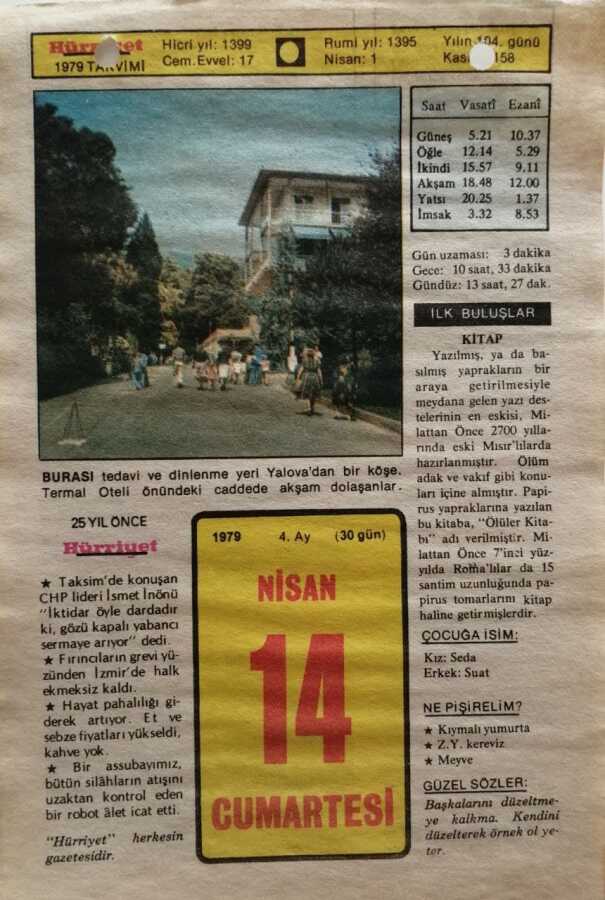 Hürriyet
1979 TAKVİMİ
Hicri yıl: 1399
Cem.Evvel: 17
Rumi yıl: 1395
Nisan: 1
Yılın 104. günü
158
Saat Vasatî Ezanî
Güneş 5.21 10.37
Öğle 12.14 5.29
İkindi 15.57 9.11
Akşam 18.48 12.00
Yatsı 20.25 1.37
İmsak 3.32 8.53
Gün uzaması: 3 dakika
Gece: 10 saat, 33 dakika
Gündüz: 13 saat, 27 dak.
İLK BULUŞLAR
KİTAP
Yazılmış, ya da ba-
sılmış yaprakların bir
araya getirilmesiyle
meydana gelen yazı des-
telerinin en eskisi, Mi-
lattan Önce 2700 yılla-
rında eski Mısır'lılarda
hazırlanmıştır. Ölüm
adak ve vakıf gibi konu-
ları içine almıştır. Papi-
rus yapraklarına yazılan
bu kitaba, "Ölüler Kita-
bı" adı verilmiştir. Mi-
lattan Önce 7'inci yüz-
yılda Roma'lılar da 15
santim uzunluğunda pa-
pirus tomarlarını kitap
haline getirmişlerdir.
ÇOCUĞA İSİM:
Kız: Seda
Erkek: Suat
NE PİŞİRELİM?
★ Kıymalı yumurta
★ Z.Y. kereviz
★ Meyve
GÜZEL SÖZLER:
Başkalarını düzeltme-
ye kalkma. Kendini
düzelterek örnek ol ye-
ter.
BURASI tedavi ve dinlenme yeri Yalova'dan bir köşe.
Termal Oteli önündeki caddede akşam dolaşanlar.
25 YIL ÖNCE
Hürriyet
★ Taksim'de konuşan
CHP lideri İsmet İnönü
"İktidar öyle dardadır
ki, gözü kapalı yabancı
sermaye arıyor" dedi.
★ Fırıncıların grevi yü-
zünden İzmir'de halk
ekmeksiz kaldı.
★ Hayat pahalılığı gi-
derek artıyor. Et ve
sebze fiyatları yükseldi,
kahve yok.
★ Bir assubayımız,
bütün silâhların atışını
uzaktan kontrol eden
bir robot âlet icat etti.
"Hürriyet" herkesin
gazetesidir.
1979 4. Ay (30 gün)
NİSAN
14
CUMARTESİ